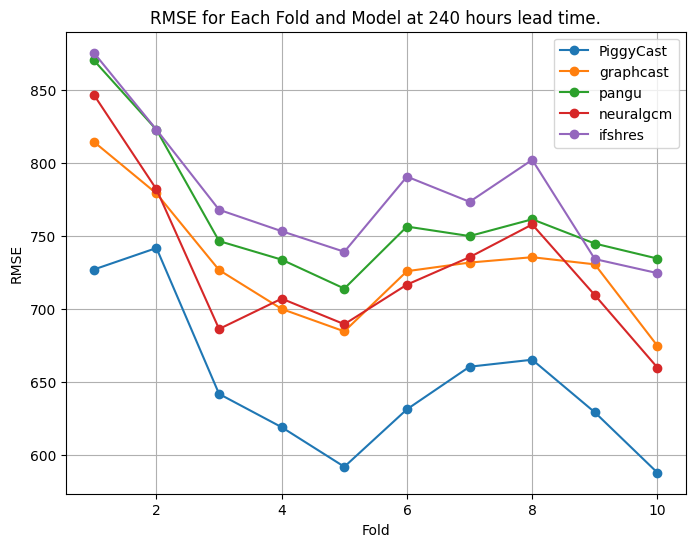 RMSE for Each Fold and Model at 240 hours lead time.
PiggyCast
graphcast
pangu
neuralgcm
ifshres
850
800
750
700
650
600
RMSE
2
4
6
8
10
Fold